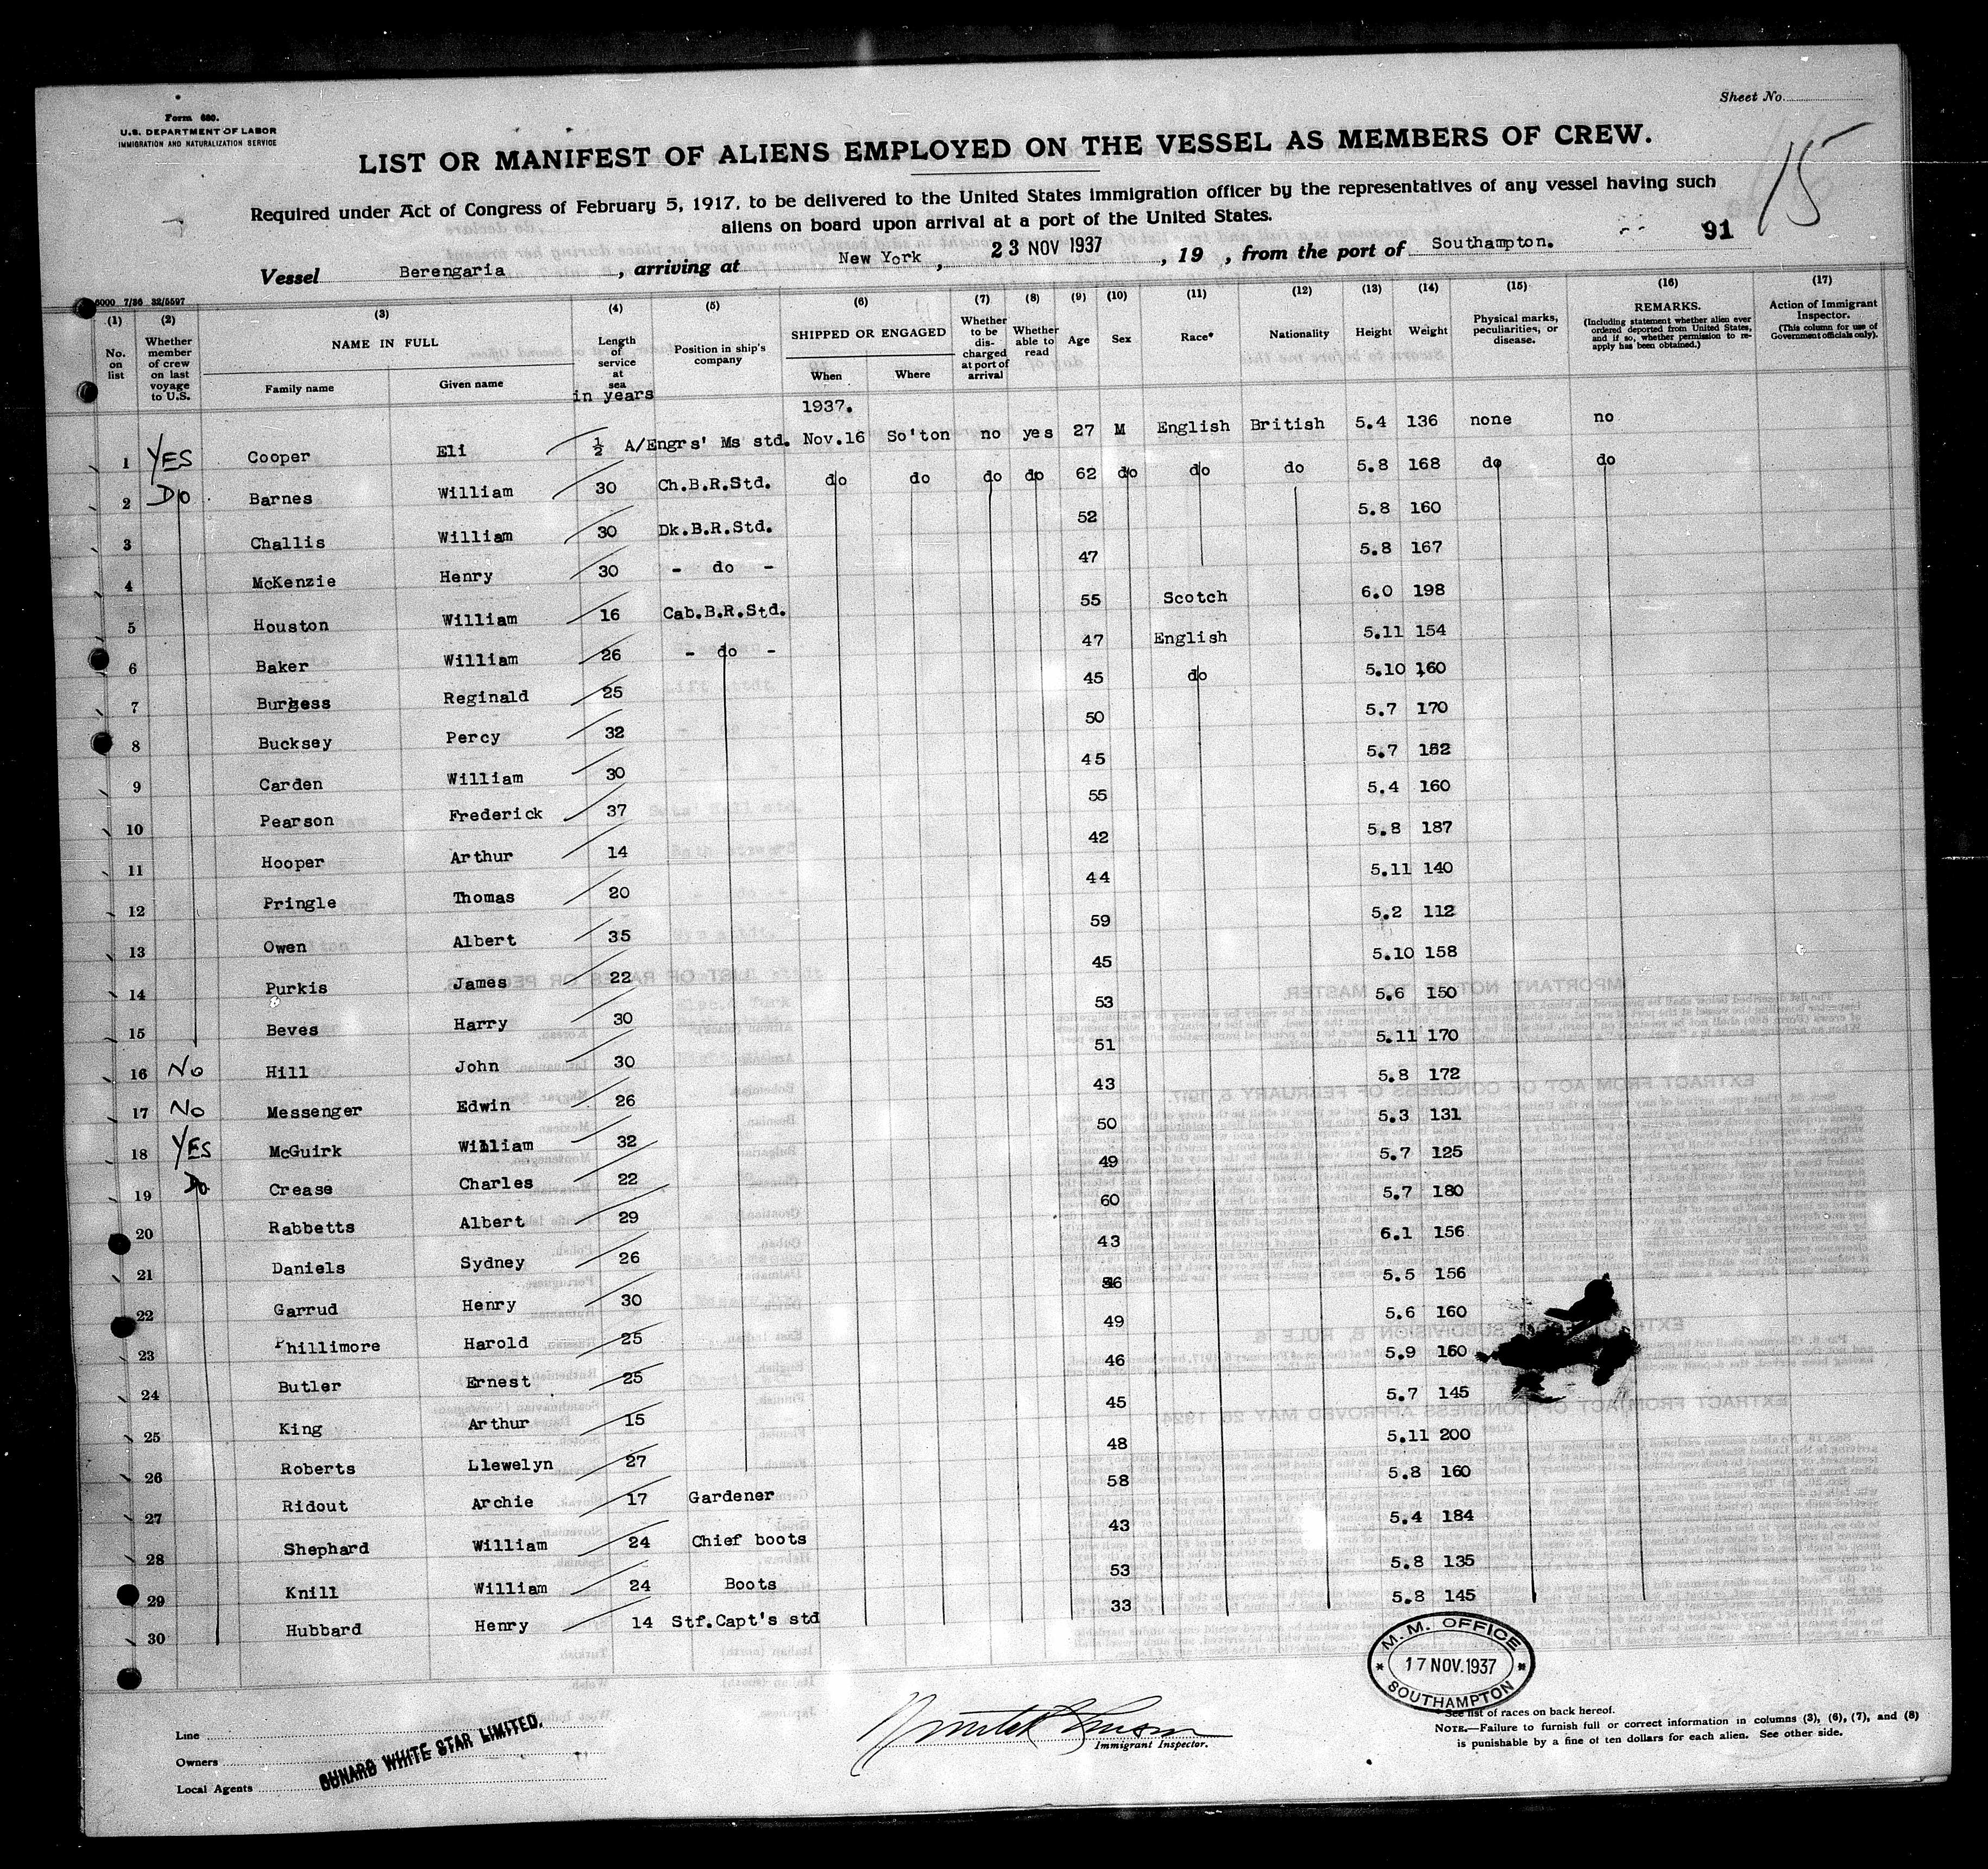 Sheet No.
Form 680.
U.S. DEPARTMENT OF LABOR
IMMIGRATION AND NATURALIZATION SERVICE
LIST OR MANIFEST OF ALIENS EMPLOYED ON THE VESSEL AS MEMBERS OF CREW.
15
Required under Act of Congress of February 5, 1917, to be delivered to the United States immigration officer by the representatives of any vessel having such
aliens on board upon arrival at a port of the United States.
91
Vessel Berengaria, arriving at New York, 23 NOV 1937, 19 , from the port of Southampton.
6000 7/36 32/5597
(1) (2) (3) (4) (5) (6) (7) (8) (9) (10) (11) (12) (13) (14) (15) (16) (17)
No. on list
Whether member of crew on last voyage to U.S.
NAME IN FULL
Family name Given name
Length of service at sea
in years
Position in ship's company
SHIPPED OR ENGAGED
When Where
Whether to be discharged at port of arrival
Whether able to read
Age
Sex
Race*
Nationality
Height
Weight
Physical marks, peculiarities, or disease.
REMARKS.
(Including statement whether alien ever ordered deported from United States, and if so, whether permission to reapply has been obtained.)
Action of Immigrant Inspector.
(This column for use of Government officials only).
1937.
1 YES Cooper Eli ½ A/Engrs' Ms std. Nov.16 So'ton no yes 27 M English British 5.4 136 none no
2 Do Barnes William 30 Ch.B.R.Std. do do do do 62 do do do 5.8 168 do do
3 Challis William 30 Dk.B.R.Std. 52 5.8 160
4 McKenzie Henry 30 - do - 47 5.8 167
5 Houston William 16 Cab.B.R.Std. 55 Scotch 6.0 198
6 Baker William 26 - do - 47 English 5.11 154
7 Burgess Reginald 25 45 do 5.10 160
8 Bucksey Percy 32 50 5.7 170
9 Carden William 30 45 5.7 182
10 Pearson Frederick 37 55 5.4 160
11 Hooper Arthur 14 42 5.8 187
12 Pringle Thomas 20 44 5.11 140
13 Owen Albert 35 59 5.2 112
14 Purkis James 22 45 5.10 158
15 Beves Harry 30 53 5.6 150
16 No Hill John 30 51 5.11 170
17 No Messenger Edwin 26 43 5.8 172
18 YES McGuirk William 32 50 5.3 131
19 Do Crease Charles 22 49 5.7 125
20 Rabbetts Albert 29 60 5.7 180
21 Daniels Sydney 26 43 6.1 156
22 Garrud Henry 30 5.5 156
23 Phillimore Harold 25 49 5.6 160
24 Butler Ernest 25 46 5.9 160
25 King Arthur 15 45 5.7 145
26 Roberts Llewelyn 27 48 5.11 200
27 Ridout Archie 17 Gardener 58 5.8 160
28 Shephard William 24 Chief boots 43 5.4 184
29 Knill William 24 Boots 53 5.8 135
30 Hubbard Henry 14 Stf.Capt's std 33 5.8 145
M. M. OFFICE
17 NOV.1937
SOUTHAMPTON
Line
Owners
Local Agents
CUNARD WHITE STAR LIMITED.
Immigrant Inspector.
* See list of races on back hereof.
NOTE.—Failure to furnish full or correct information in columns (3), (6), (7), and (8)
is punishable by a fine of ten dollars for each alien. See other side.